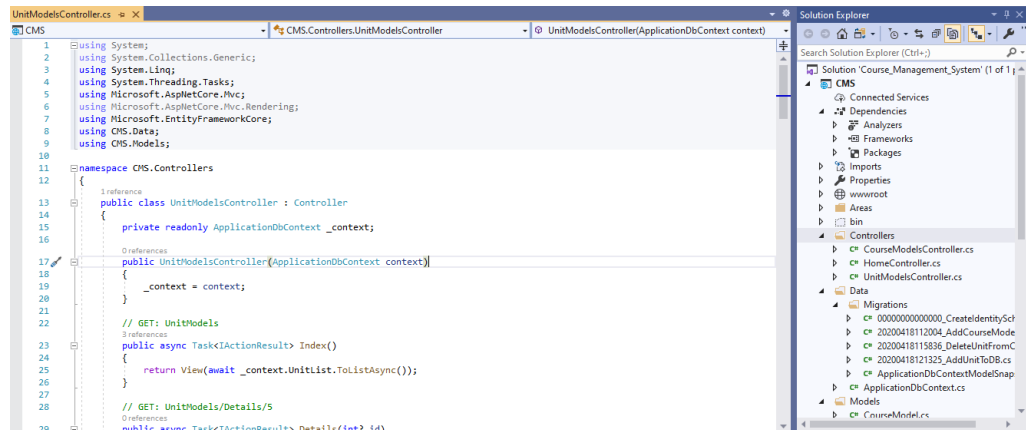 UnitModelsController.cs
CMS
CMS.Controllers.UnitModelsController
UnitModelsController(ApplicationDbContext context)
1 using System;
2 using System.Collections.Generic;
3 using System.Linq;
4 using System.Threading.Tasks;
5 using Microsoft.AspNetCore.Mvc;
6 using Microsoft.AspNetCore.Mvc.Rendering;
7 using Microsoft.EntityFrameworkCore;
8 using CMS.Data;
9 using CMS.Models;
10
11 namespace CMS.Controllers
12 {
1 reference
13 public class UnitModelsController : Controller
14 {
15 private readonly ApplicationDbContext _context;
16
0 references
17 public UnitModelsController(ApplicationDbContext context)
18 {
19 _context = context;
20 }
21
22 // GET: UnitModels
3 references
23 public async Task<IActionResult> Index()
24 {
25 return View(await _context.UnitList.ToListAsync());
26 }
27
28 // GET: UnitModels/Details/5
0 references
29 public async Task<IActionResult> Details(int? id)
Solution Explorer
Search Solution Explorer (Ctrl+;)
Solution 'Course_Management_System' (1 of 1
CMS
Connected Services
Dependencies
Analyzers
Frameworks
Packages
Imports
Properties
wwwroot
Areas
bin
Controllers
C# CourseModelsController.cs
C# HomeController.cs
C# UnitModelsController.cs
Data
Migrations
C# 00000000000000_CreateIdentitySch
C# 20200418112004_AddCourseMode
C# 20200418115836_DeleteUnitFromC
C# 20200418121325_AddUnitToDB.cs
C# ApplicationDbContextModelSnap
C# ApplicationDbContext.cs
Models
C# CourseModel.cs